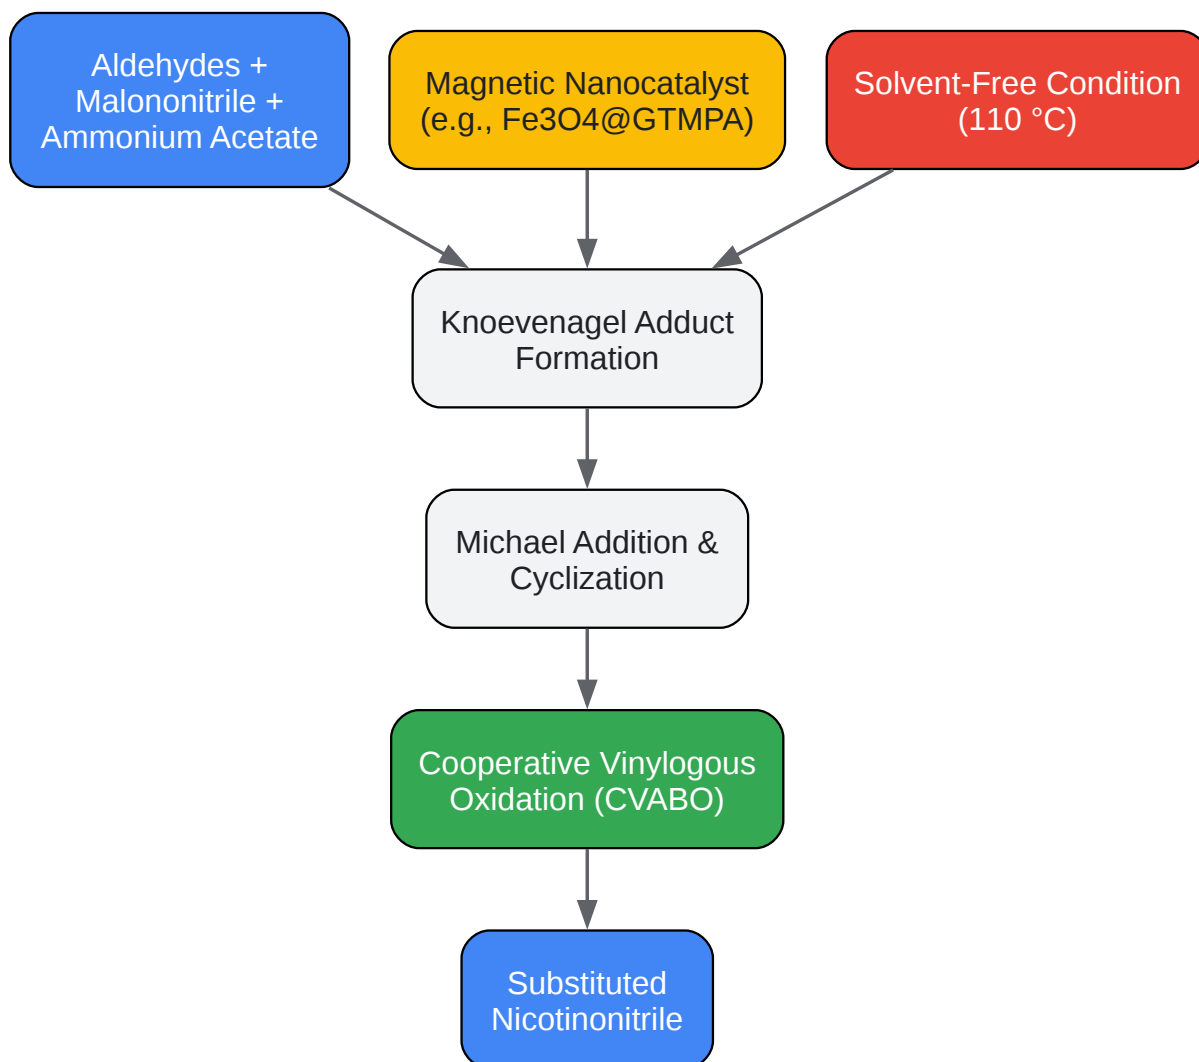 Aldehydes +
Malononitrile +
Ammonium Acetate
Magnetic Nanocatalyst
(e.g., Fe3O4@GTMPA)
Solvent-Free Condition
(110 °C)
Knoevenagel Adduct
Formation
Michael Addition &
Cyclization
Cooperative Vinylogous
Oxidation (CVABO)
Substituted
Nicotinonitrile